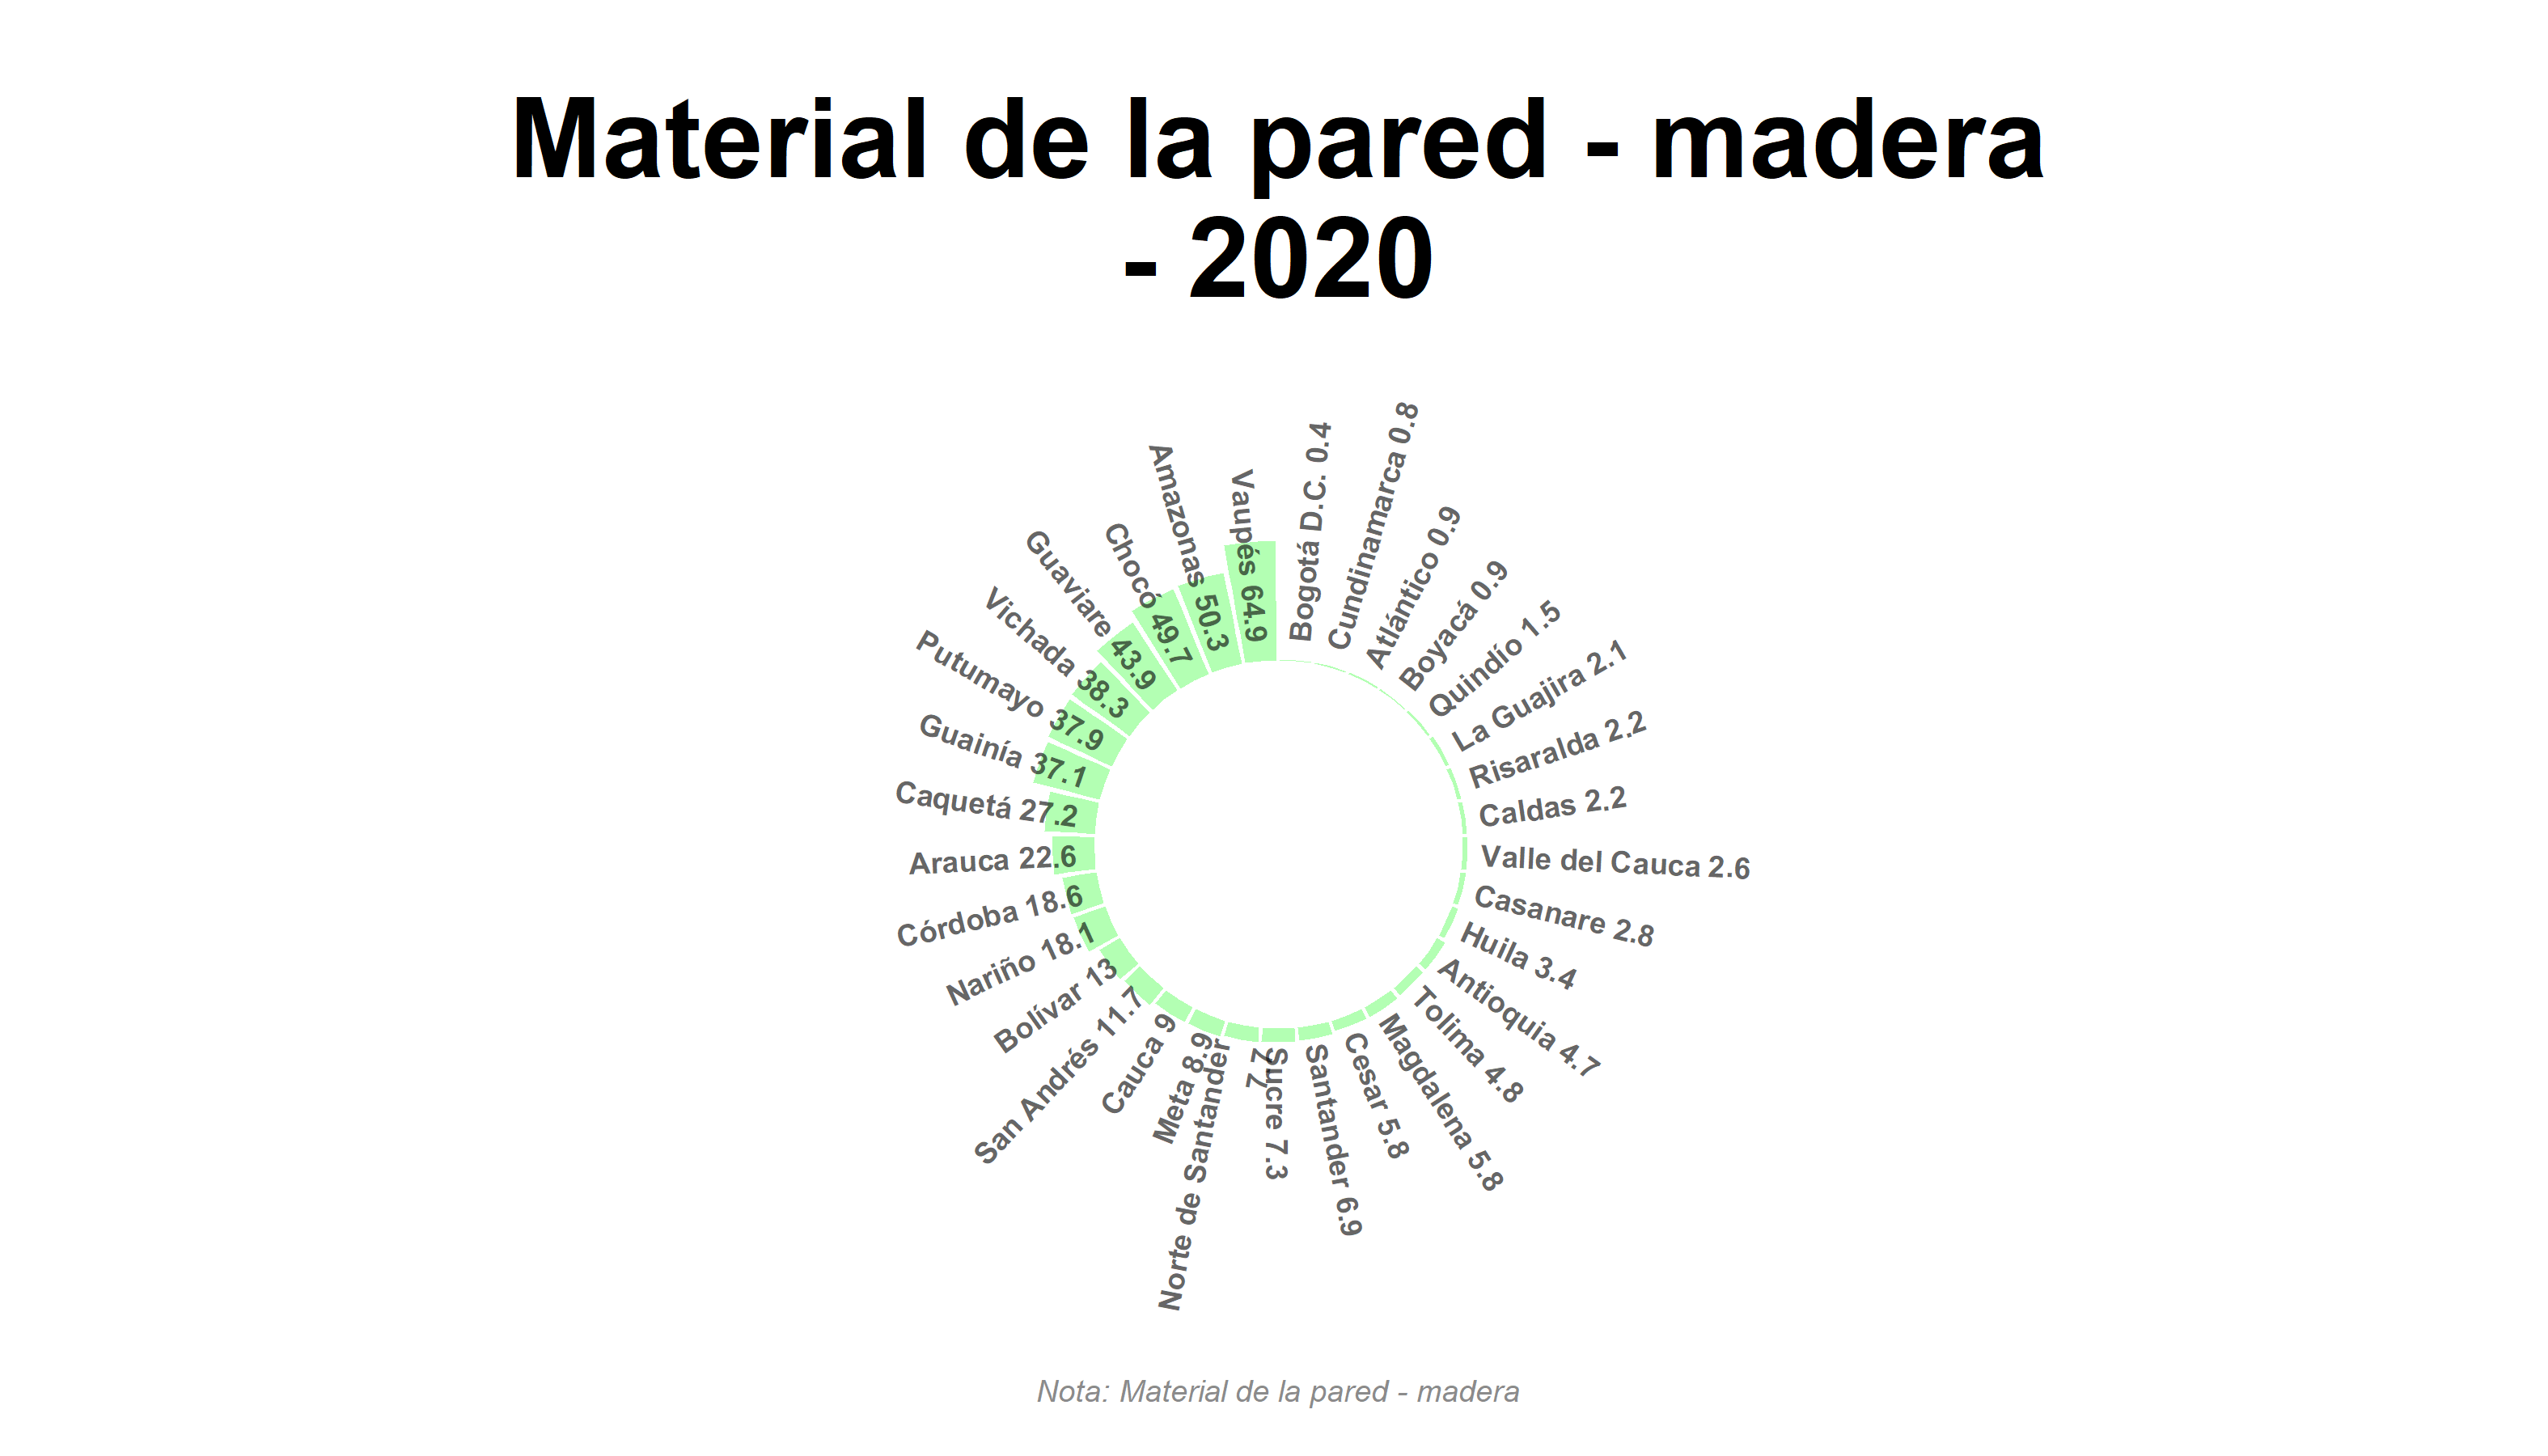 Material de la pared - madera
- 2020
Bogotá D.C. 0.4
Cundinamarca 0.8
Atlántico 0.9
Boyacá 0.9
Quindío 1.5
La Guajira 2.1
Risaralda 2.2
Caldas 2.2
Valle del Cauca 2.6
Casanare 2.8
Huila 3.4
Antioquia 4.7
Tolima 4.8
Magdalena 5.8
Cesar 5.8
Santander 6.9
Sucre 7.3
Norte de Santander
Meta 8.9
Cauca 9
San Andrés 11.7
Bolívar 13
Nariño 18.1
Córdoba 18.6
Arauca 22.6
Caquetá 27.2
Guainía 37.1
Putumayo 37.9
Vichada 38.3
Guaviare 43.9
Chocó 49.7
Amazonas 50.3
Vaupés 64.9
Nota: Material de la pared - madera